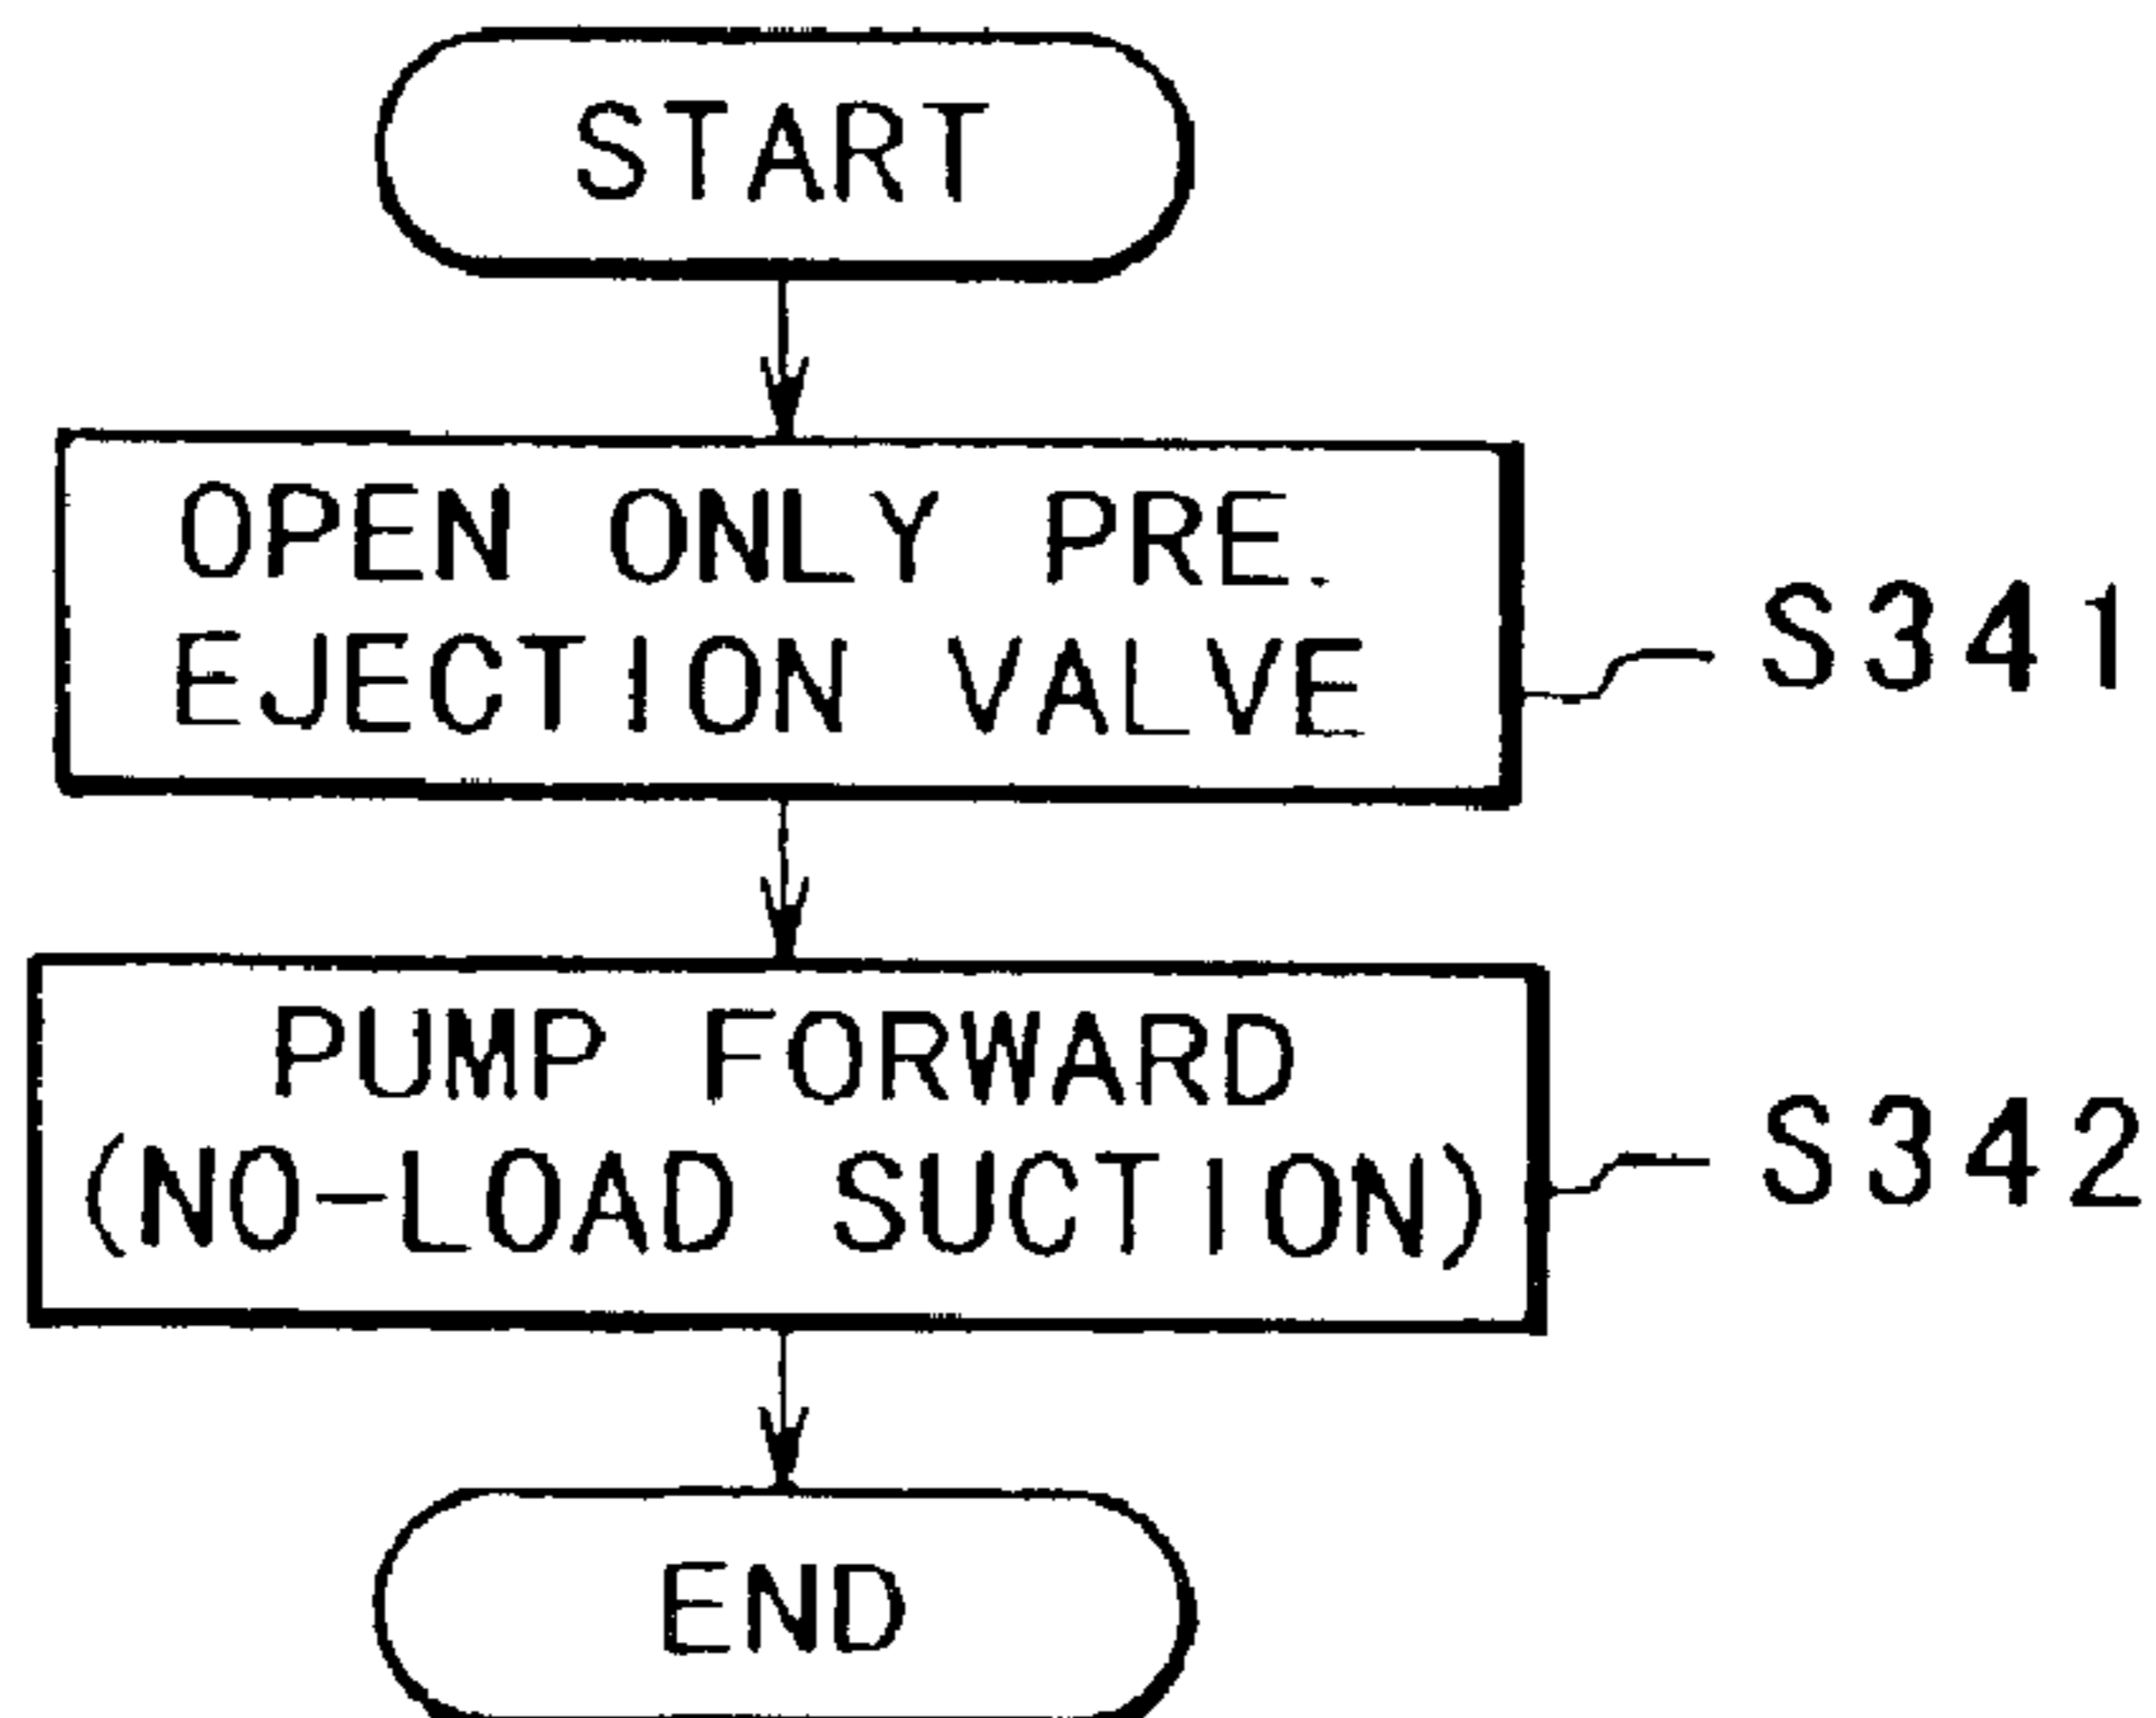 START
OPEN ONLY PRE.
EJECTION VALVE
S341
PUMP FORWARD
(NO-LOAD SUCTION)
S342
END